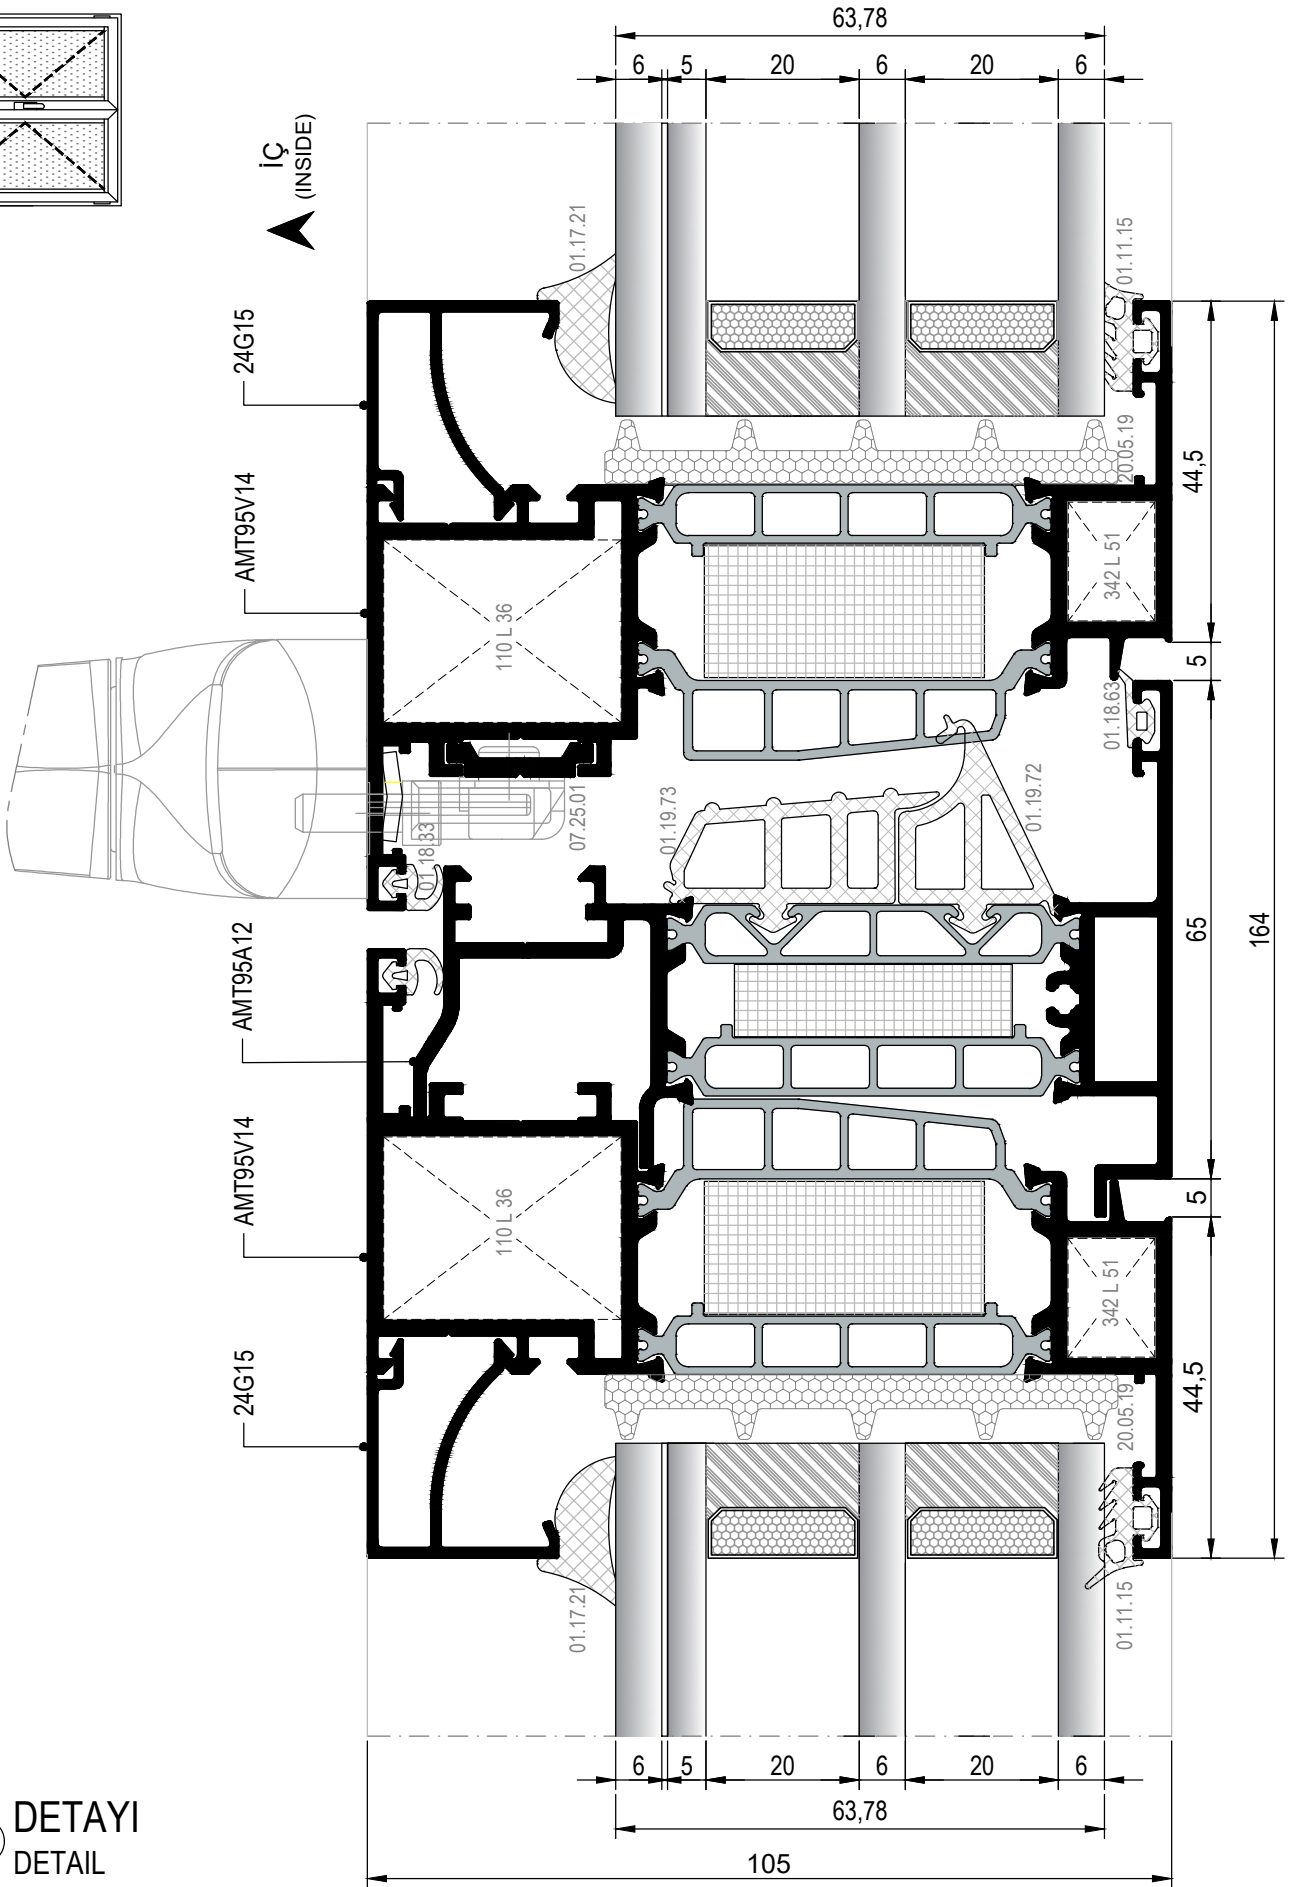 63,78
6 5 20 6 20 6
İÇ
(INSIDE)
01.17.21
01.11.15
24G15
20.05.19
44,5
AMT95V14
110 L 36
342 L 51
5
01.18.63
01.19.72
01.19.73
07.25.01
01.18.33
65
164
AMT95A12
AMT95V14
110 L 36
5
342 L 51
24G15
44,5
20.05.19
01.17.21
01.11.15
6 5 20 6 20 6
63,78
DETAYI
DETAIL
105